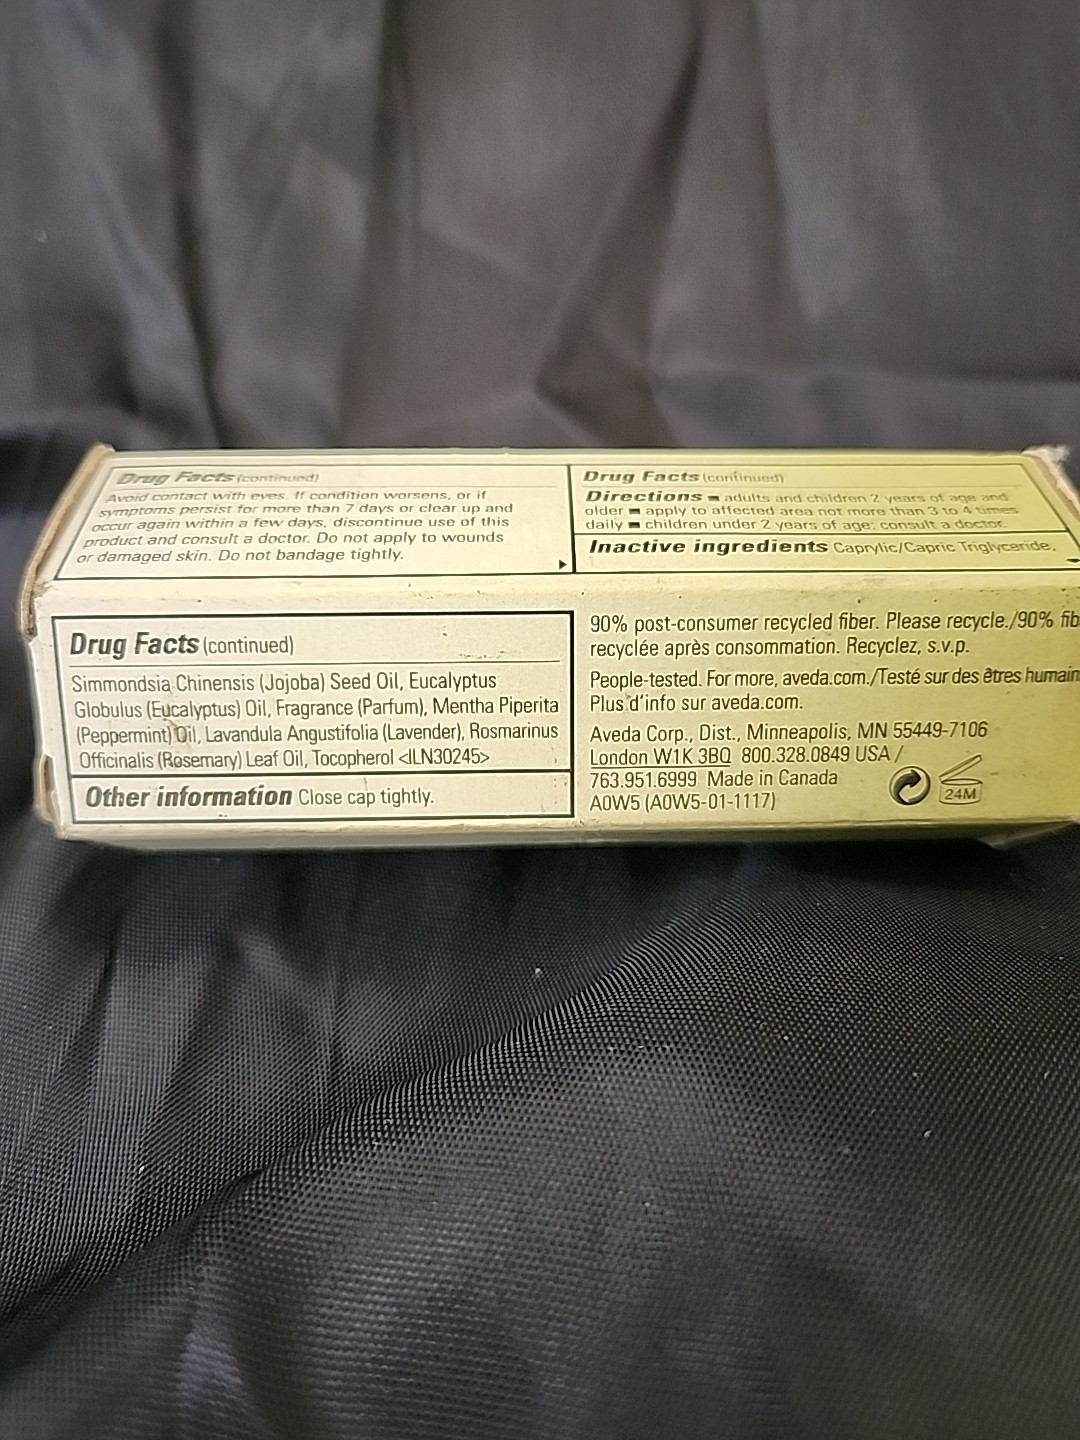 Drug Facts (continued)
Avoid contact with eyes. If condition worsens, or if
symptoms persist for more than 7 days or clear up and
occur again within a few days, discontinue use of this
product and consult a doctor. Do not apply to wounds
or damaged skin. Do not bandage tightly.
Drug Facts (continued)
Directions ■ adults and children 2 years of age and
older ■ apply to affected area not more than 3 to 4 times
daily ■ children under 2 years of age: consult a doctor.
Inactive ingredients Caprylic/Capric Triglyceride,
Drug Facts (continued)
Simmondsia Chinensis (Jojoba) Seed Oil, Eucalyptus
Globulus (Eucalyptus) Oil, Fragrance (Parfum), Mentha Piperita
(Peppermint) Oil, Lavandula Angustifolia (Lavender), Rosmarinus
Officinalis (Rosemary) Leaf Oil, Tocopherol <ILN30245>
Other information Close cap tightly.
90% post-consumer recycled fiber. Please recycle./90% fib
recyclée après consommation. Recyclez, s.v.p.
People-tested. For more, aveda.com./Testé sur des êtres humain
Plus d'info sur aveda.com.
Aveda Corp., Dist., Minneapolis, MN 55449-7106
London W1K 3BQ 800.328.0849 USA /
763.951.6999 Made in Canada
A0W5 (A0W5-01-1117)
24M